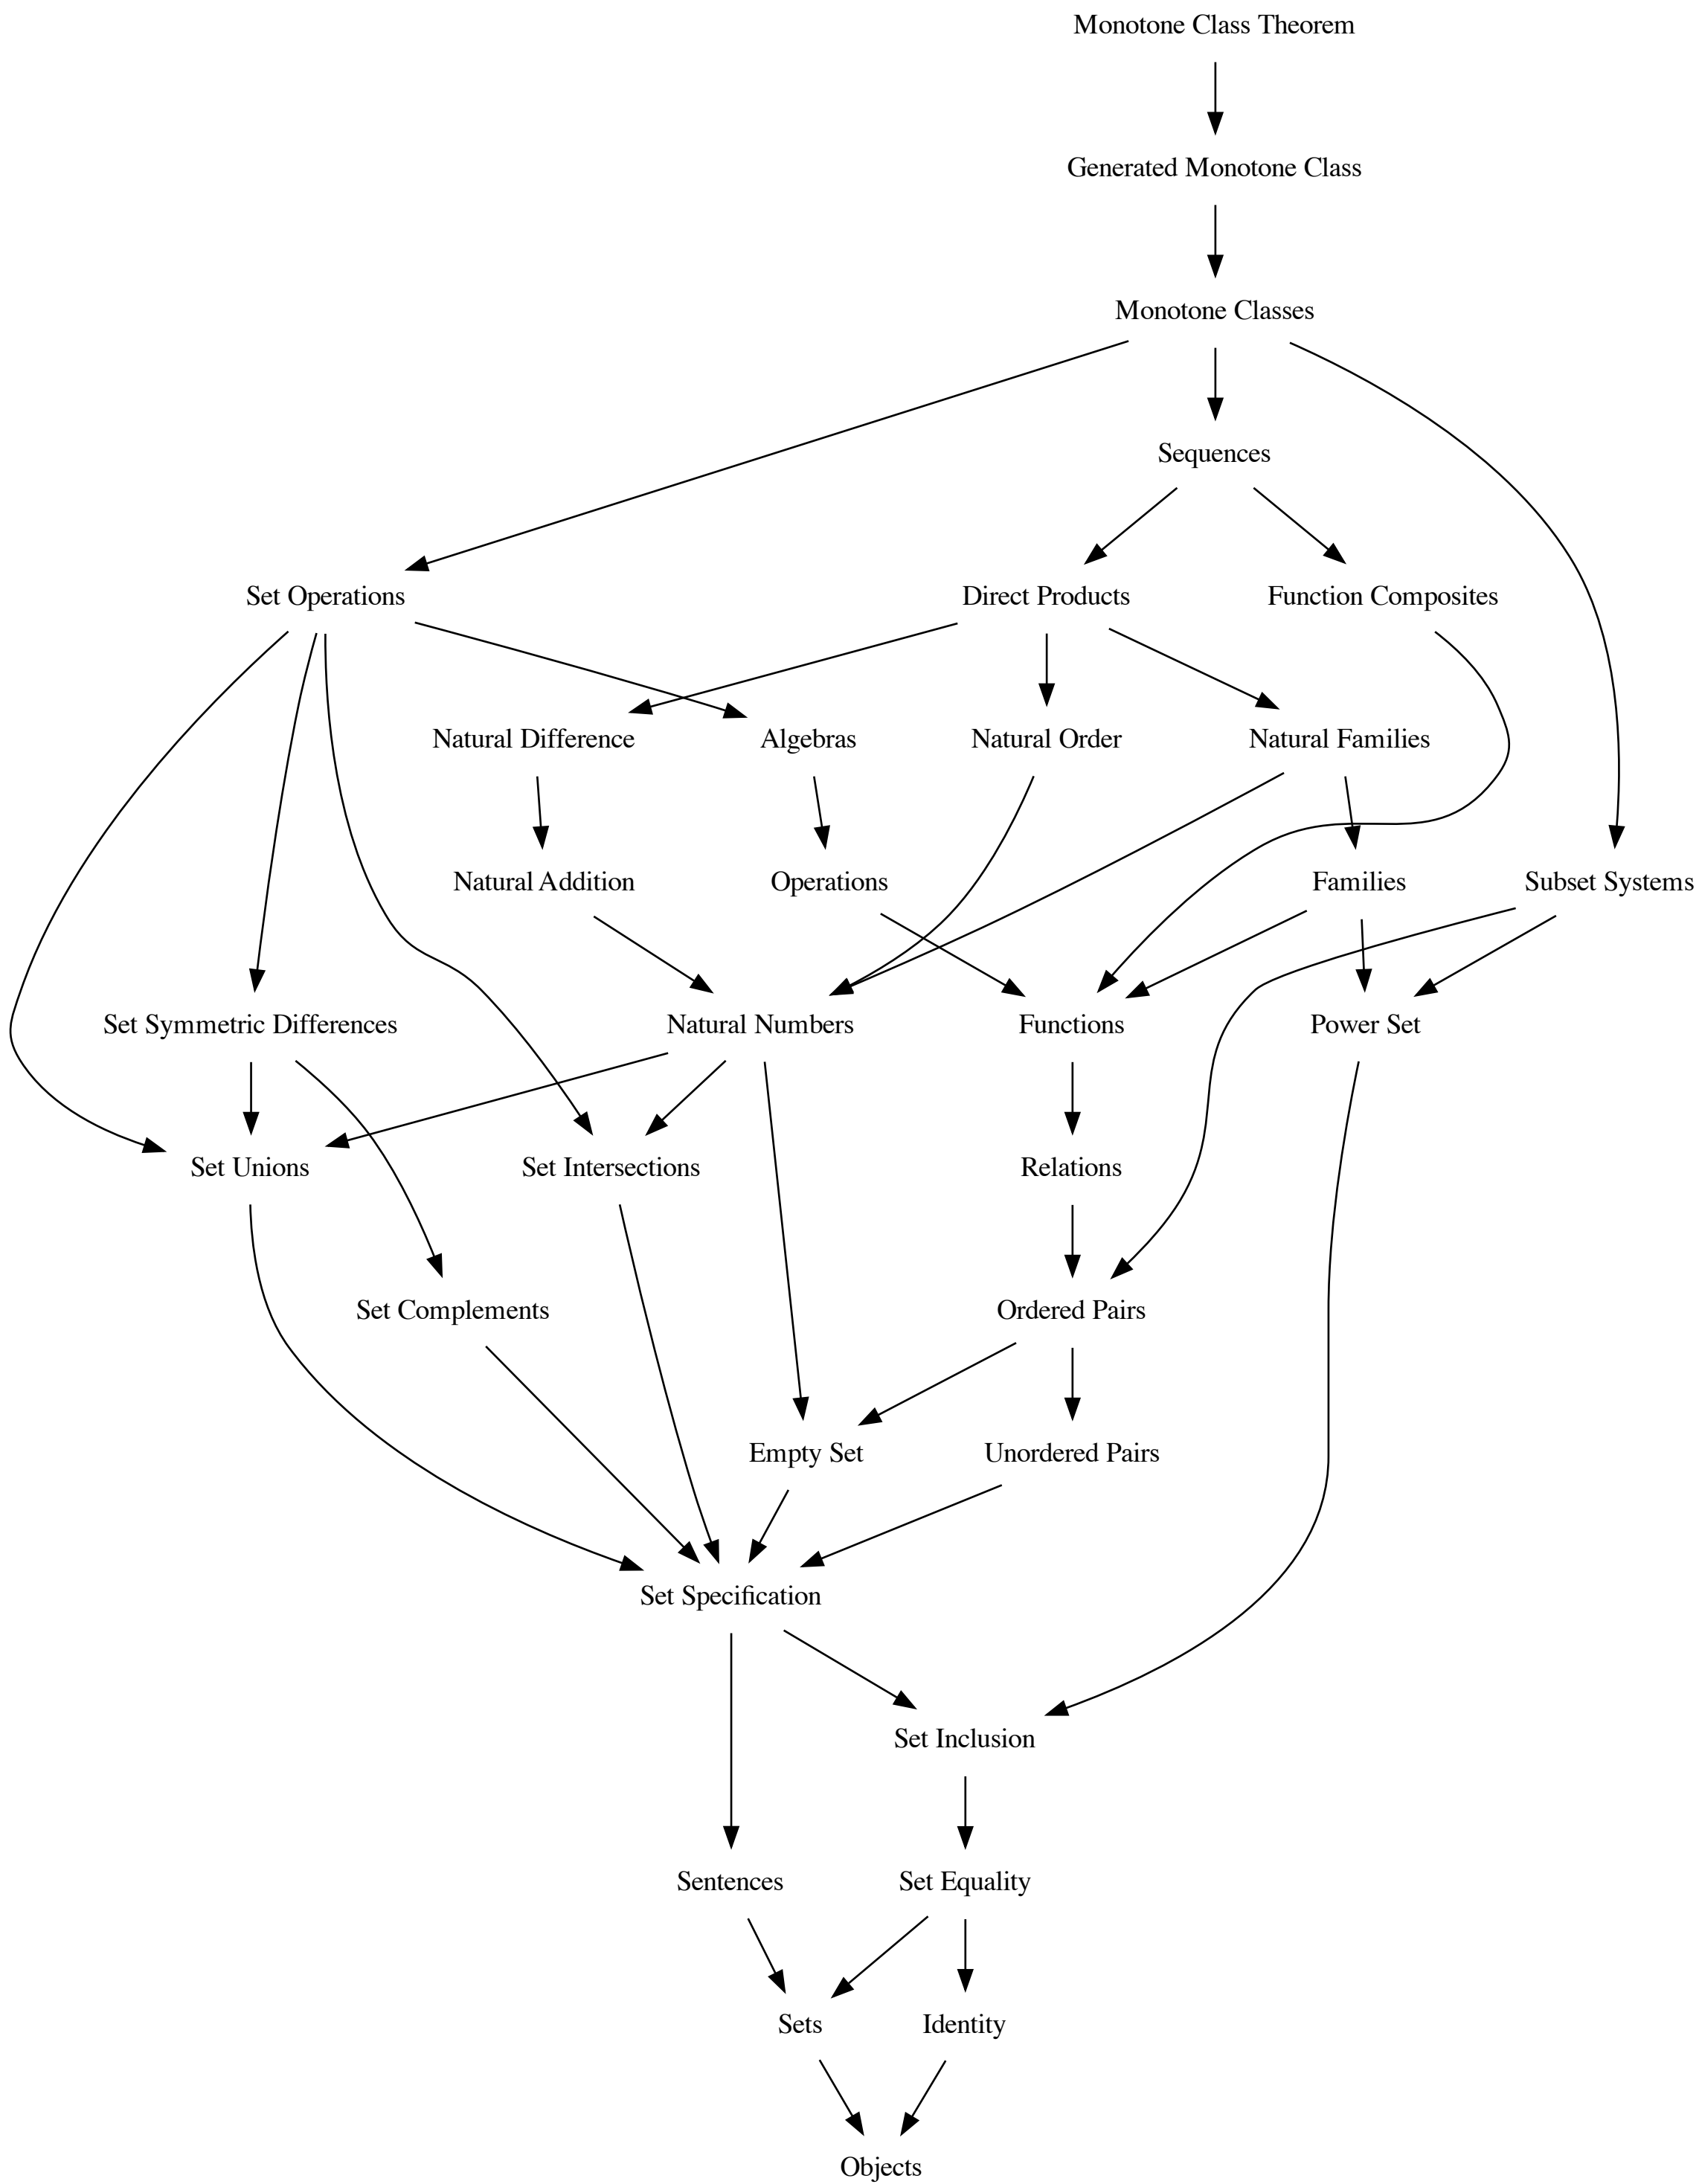 Monotone Class Theorem
Generated Monotone Class
Monotone Classes
Sequences
Set Operations
Direct Products
Function Composites
Natural Difference
Algebras
Natural Order
Natural Families
Natural Addition
Operations
Families
Subset Systems
Set Symmetric Differences
Natural Numbers
Functions
Power Set
Set Unions
Set Intersections
Relations
Set Complements
Ordered Pairs
Empty Set
Unordered Pairs
Set Specification
Set Inclusion
Sentences
Set Equality
Sets
Identity
Objects